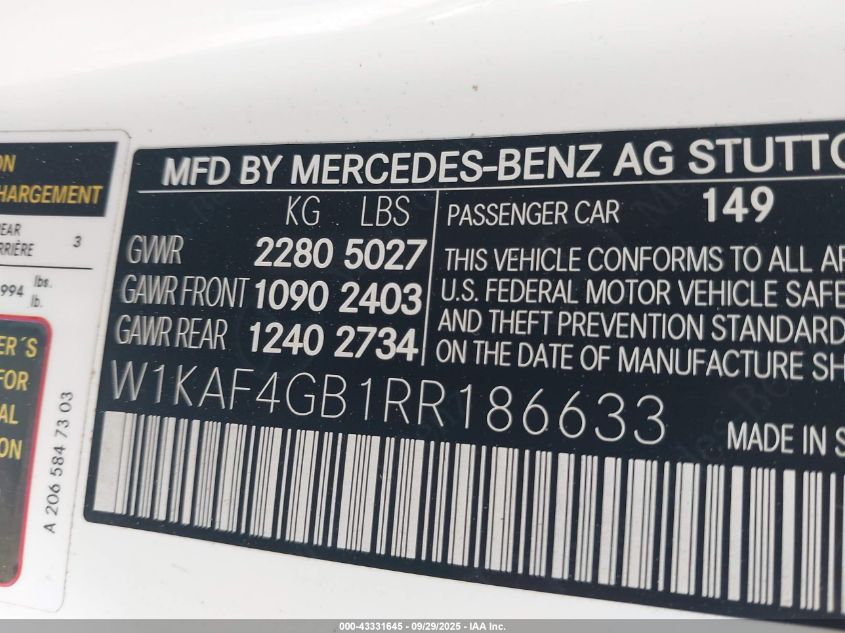 ON
HARGEMENT
EAR
RRIÈRE 3
994 lbs.
lb.
ER´S
FOR
AL
ON
A 206 584 73 03
MFD BY MERCEDES-BENZ AG STUTTG
KG LBS
GVWR 2280 5027
GAWR FRONT 1090 2403
GAWR REAR 1240 2734
PASSENGER CAR 149
THIS VEHICLE CONFORMS TO ALL AP
U.S. FEDERAL MOTOR VEHICLE SAFE
AND THEFT PREVENTION STANDARD
ON THE DATE OF MANUFACTURE SH
W1KAF4GB1RR186633
MADE IN S
000-43331645 - 09/29/2025 - IAA Inc.